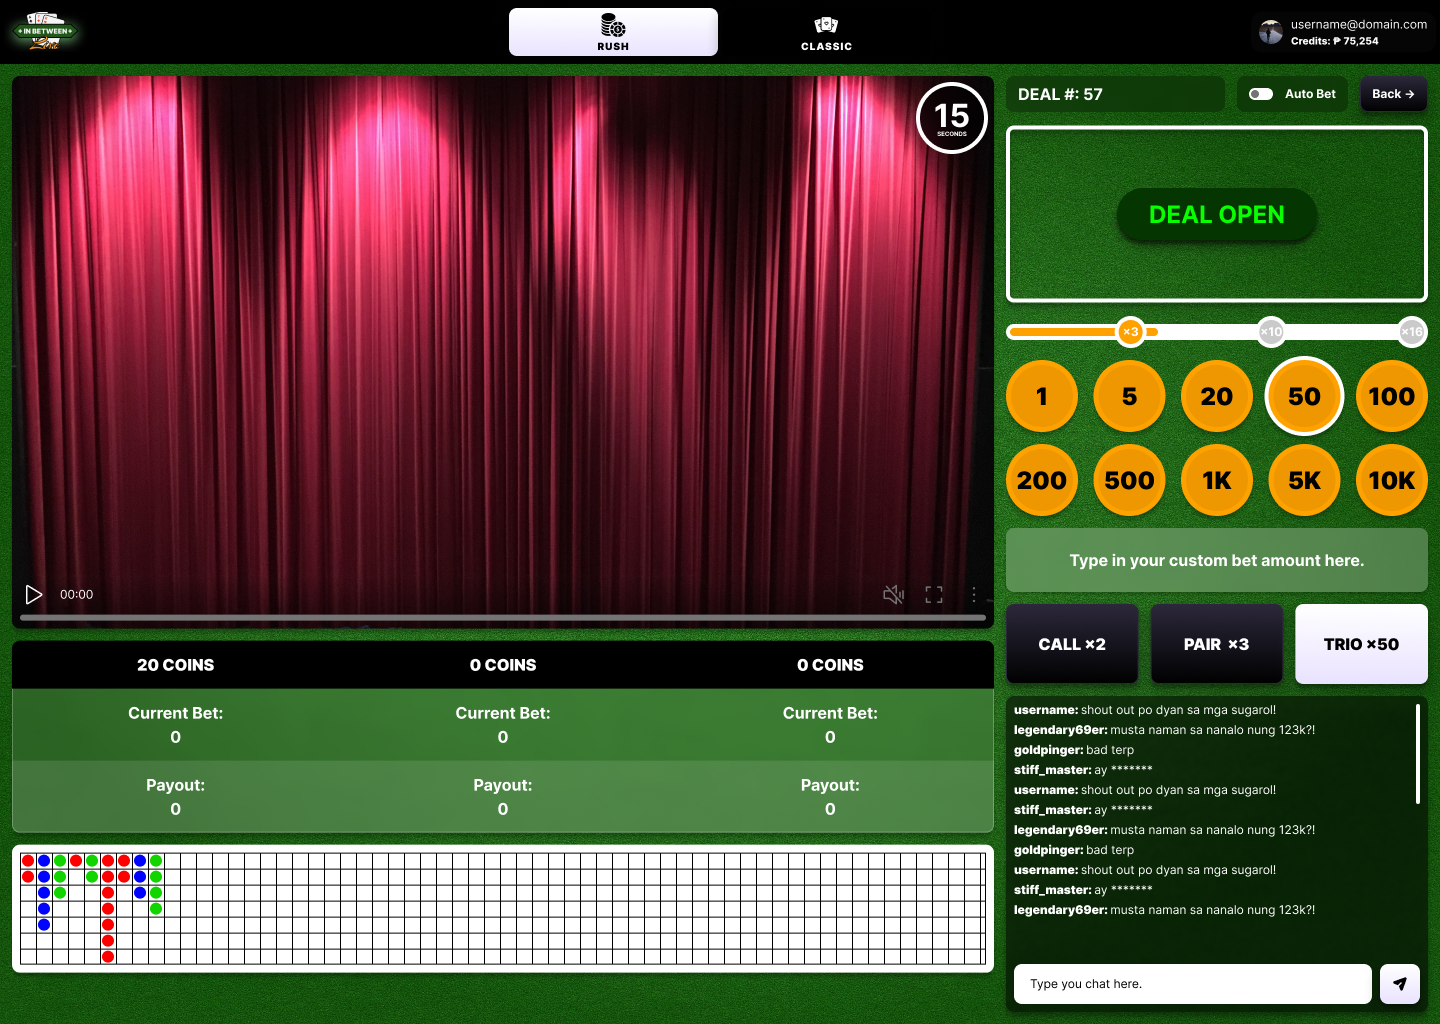 IN BETWEEN
RUSH
CLASSIC
username@domain.com
Credits: ₱ 75,254
15
SECONDS
DEAL #: 57
Auto Bet
Back →
DEAL OPEN
×3
×10
×16
1
5
20
50
100
200
500
1K
5K
10K
Type in your custom bet amount here.
CALL ×2
PAIR ×3
TRIO ×50
00:00
20 COINS
0 COINS
0 COINS
Current Bet:
0
Current Bet:
0
Current Bet:
0
Payout:
0
Payout:
0
Payout:
0
username: shout out po dyan sa mga sugarol!
legendary69er: musta naman sa nanalo nung 123k?!
goldpinger: bad terp
stiff_master: ay *******
username: shout out po dyan sa mga sugarol!
stiff_master: ay *******
legendary69er: musta naman sa nanalo nung 123k?!
goldpinger: bad terp
username: shout out po dyan sa mga sugarol!
stiff_master: ay *******
legendary69er: musta naman sa nanalo nung 123k?!
Type you chat here.